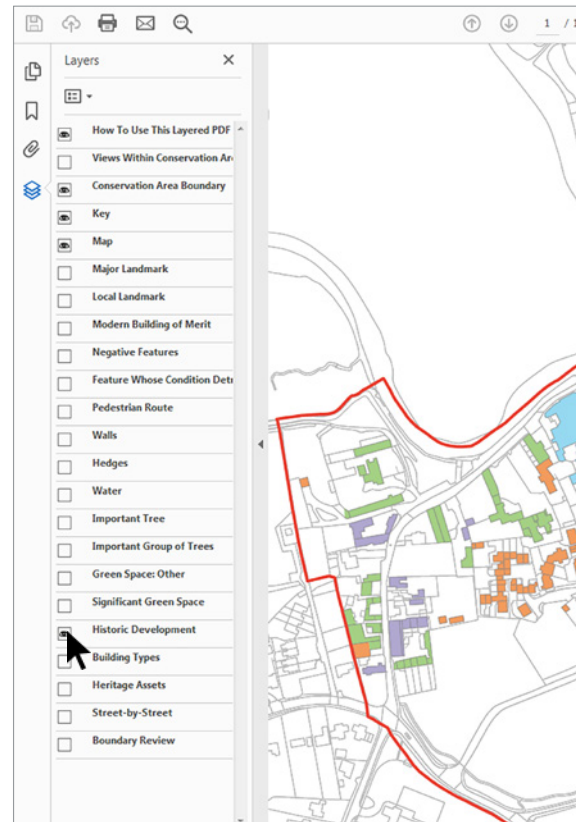 1 / 1
Layers
How To Use This Layered PDF
Views Within Conservation Are
Conservation Area Boundary
Key
Map
Major Landmark
Local Landmark
Modern Building of Merit
Negative Features
Feature Whose Condition Detr
Pedestrian Route
Walls
Hedges
Water
Important Tree
Important Group of Trees
Green Space: Other
Significant Green Space
Historic Development
Building Types
Heritage Assets
Street-by-Street
Boundary Review